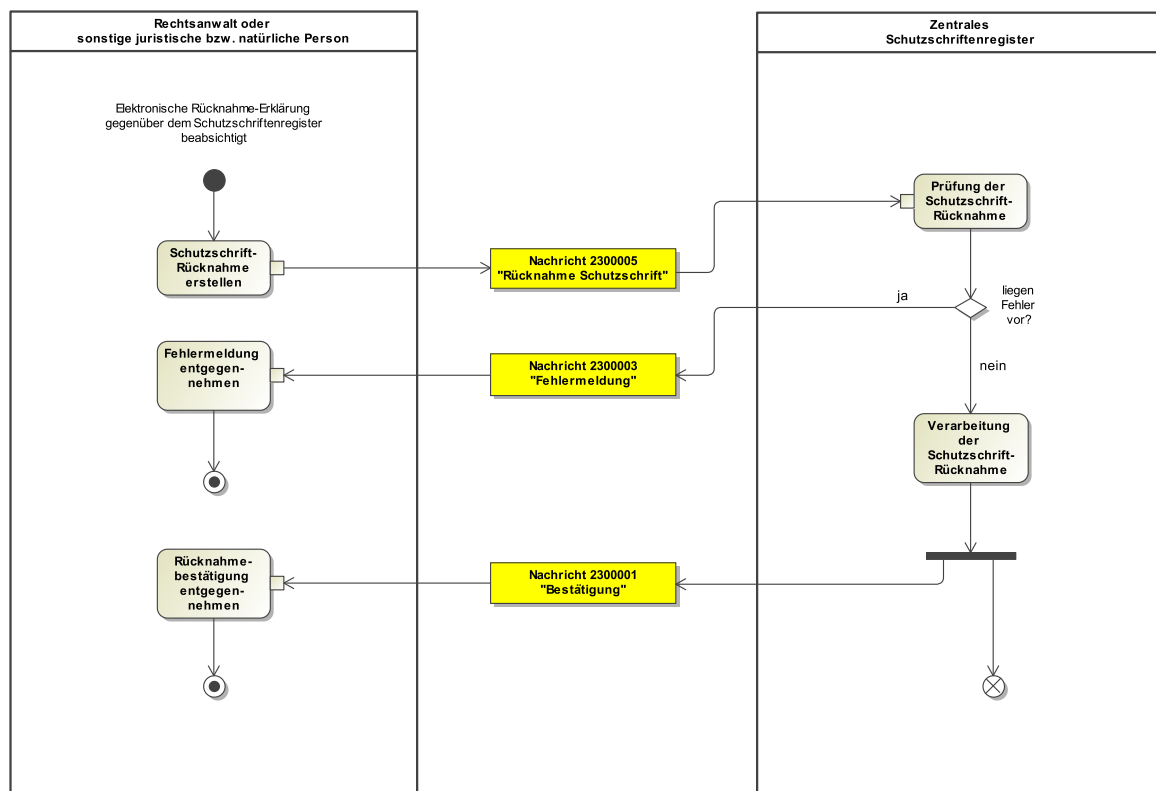 Rechtsanwalt oder
sonstige juristische bzw. natürliche Person
Zentrales
Schutzschriftenregister
Elektronische Rücknahme-Erklärung
gegenüber dem Schutzschriftenregister
beabsichtigt
Schutzschrift-
Rücknahme
erstellen
Nachricht 2300005
"Rücknahme Schutzschrift"
Prüfung der
Schutzschrift-
Rücknahme
liegen
Fehler
vor?
ja
nein
Fehlermeldung
entgegen-
nehmen
Nachricht 2300003
"Fehlermeldung"
Verarbeitung
der
Schutzschrift-
Rücknahme
Rücknahme-
bestätigung
entgegen-
nehmen
Nachricht 2300001
"Bestätigung"